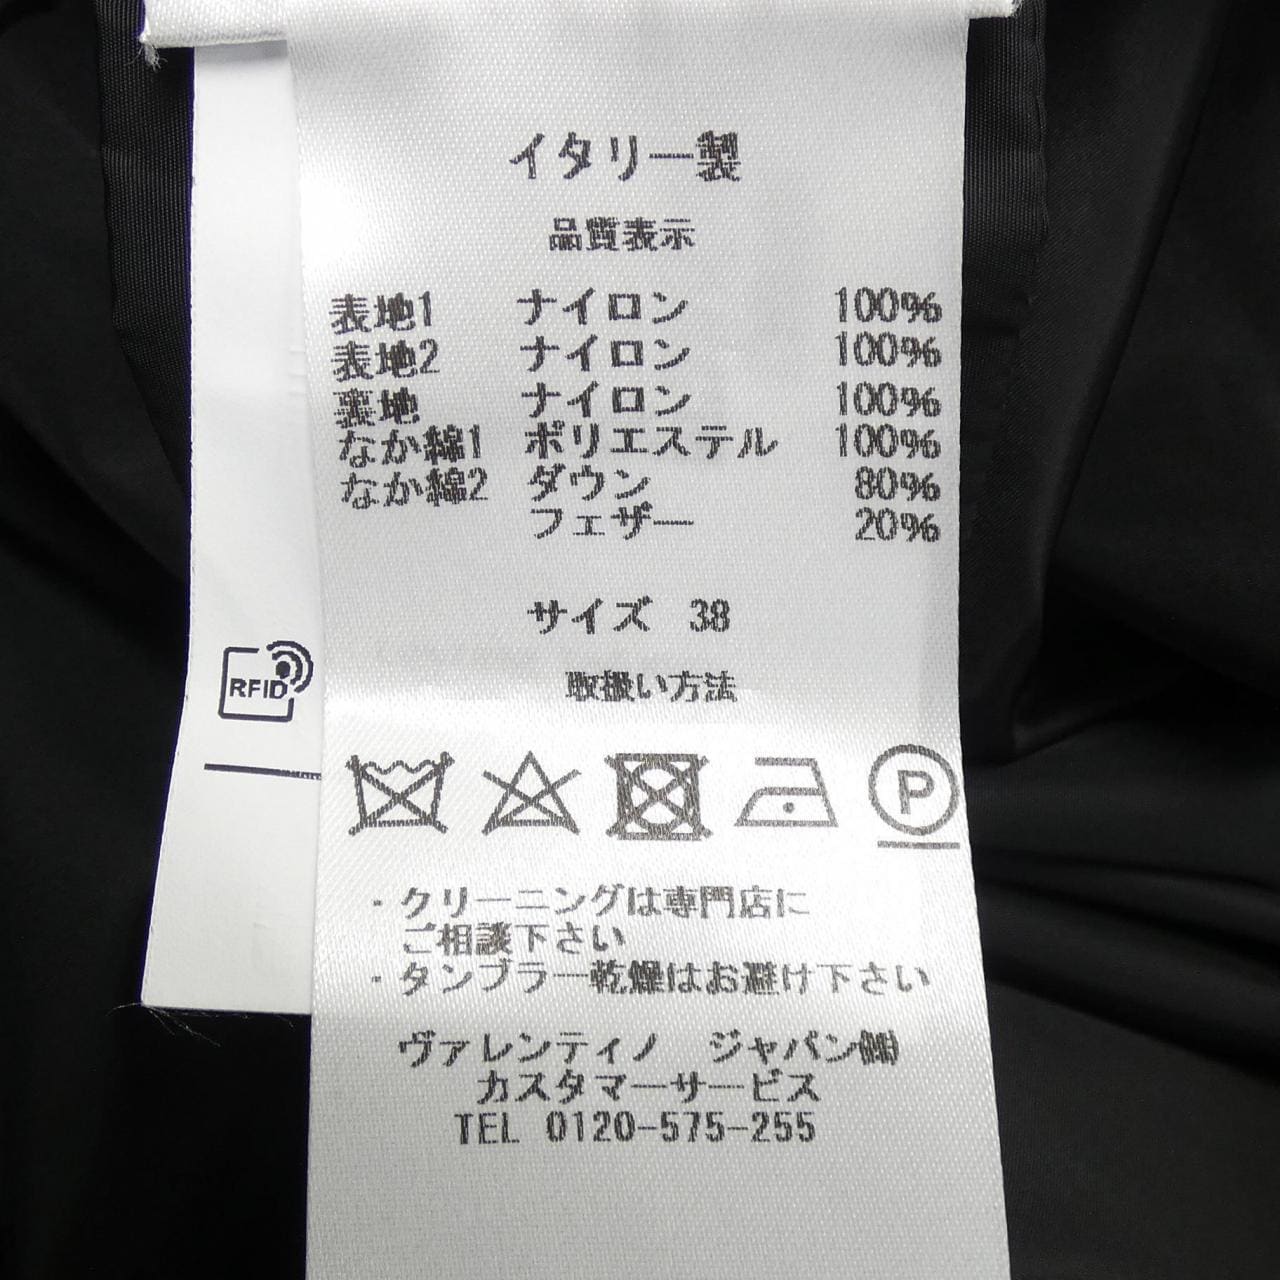 イタリー製
品質表示
表地1 ナイロン 100%
表地2 ナイロン 100%
裏地 ナイロン 100%
なか綿1 ポリエステル 100%
なか綿2 ダウン 80%
フェザー 20%
サイズ 38
取扱い方法
RFID
P
・クリーニングは専門店に
ご相談下さい
・タンブラー乾燥はお避け下さい
ヴァレンティノ ジャパン㈱
カスタマーサービス
TEL 0120-575-255